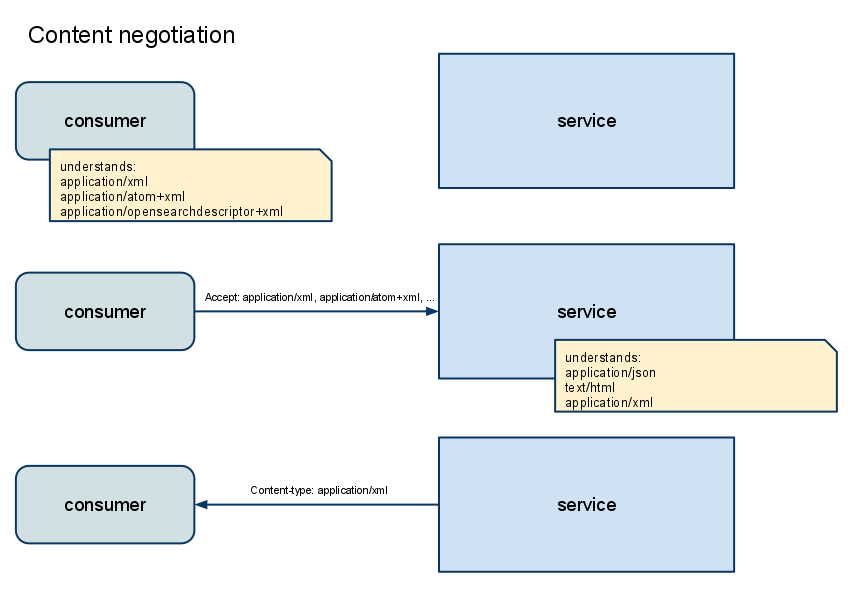 Content negotiation
consumer
service
understands:
application/xml
application/atom+xml
application/opensearchdescriptor+xml
consumer
Accept: application/xml, application/atom+xml, ...
service
understands:
application/json
text/html
application/xml
consumer
Content-type: application/xml
service